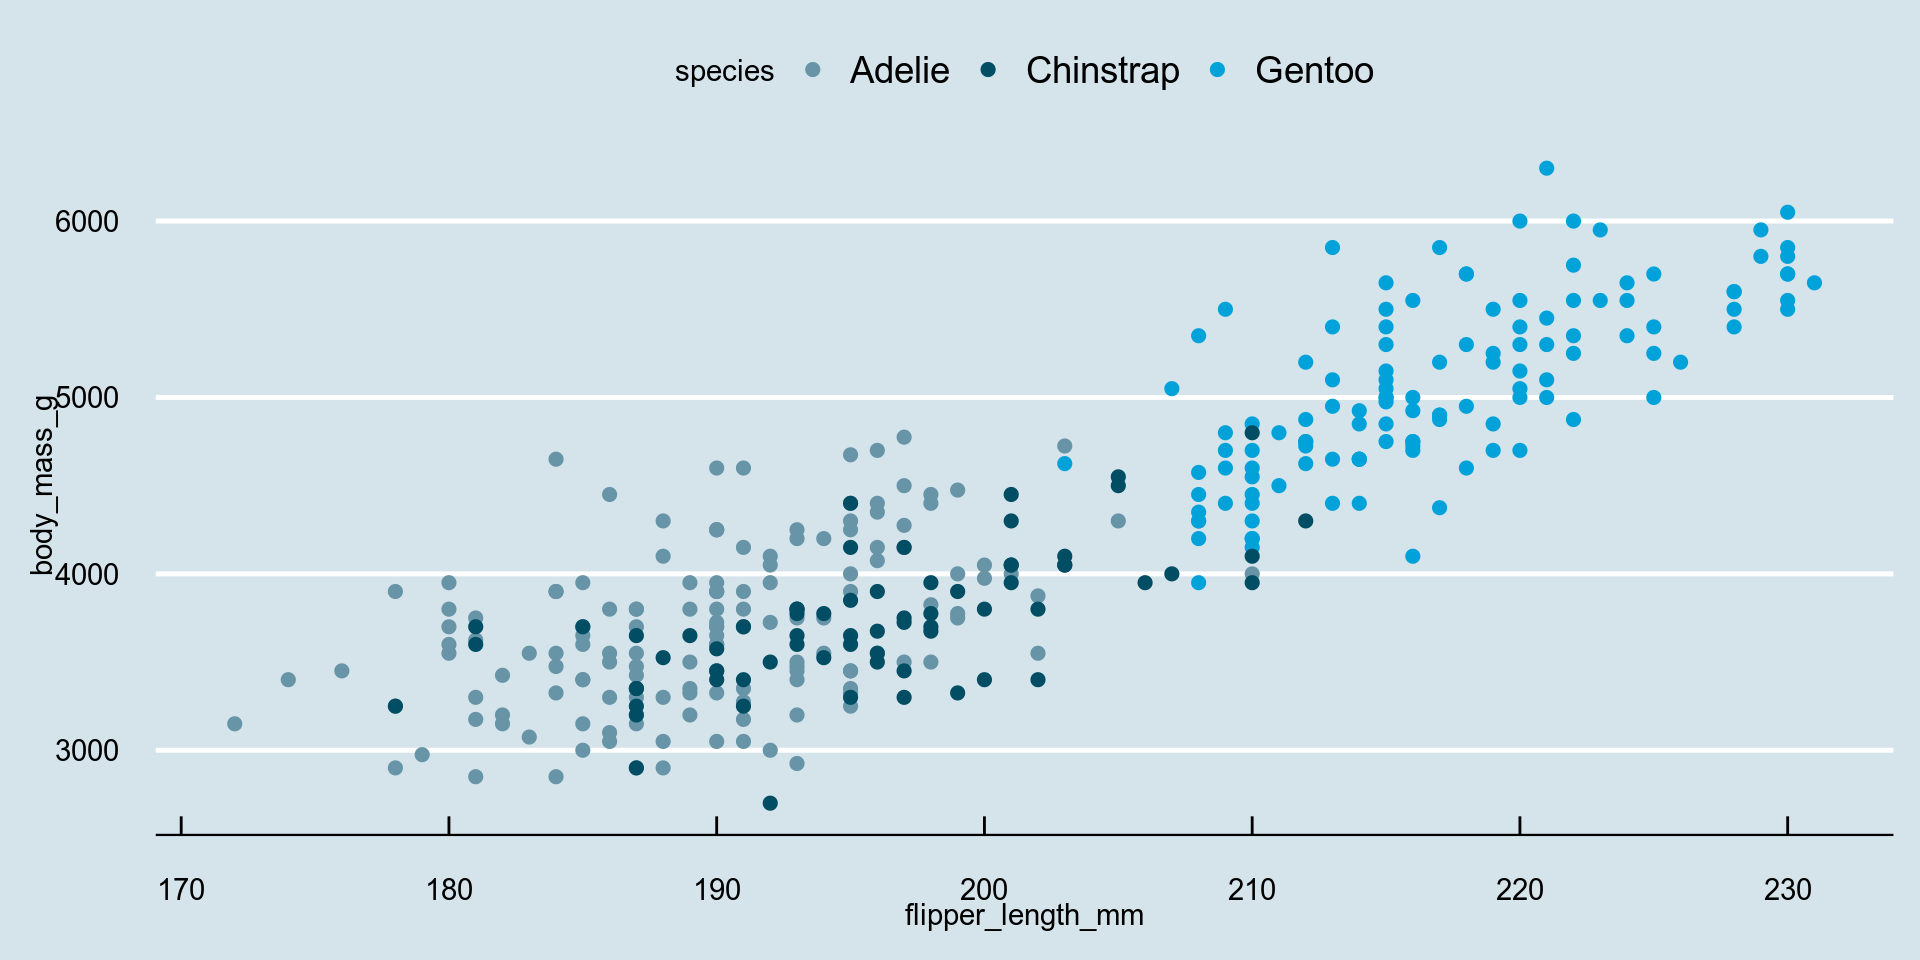 species Adelie Chinstrap Gentoo
6000
5000
4000
3000
body_mass_g
170 180 190 200 210 220 230
flipper_length_mm